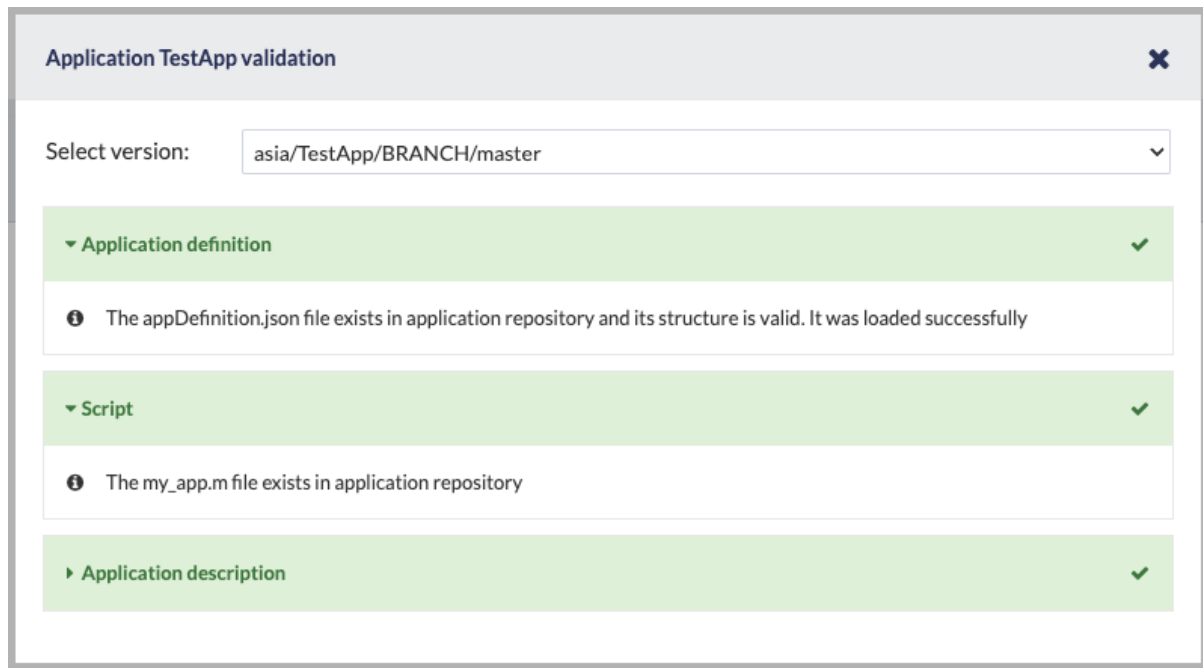 Application TestApp validation
Select version:
asia/TestApp/BRANCH/master
Application definition
The appDefinition.json file exists in application repository and its structure is valid. It was loaded successfully
Script
The my_app.m file exists in application repository
Application description